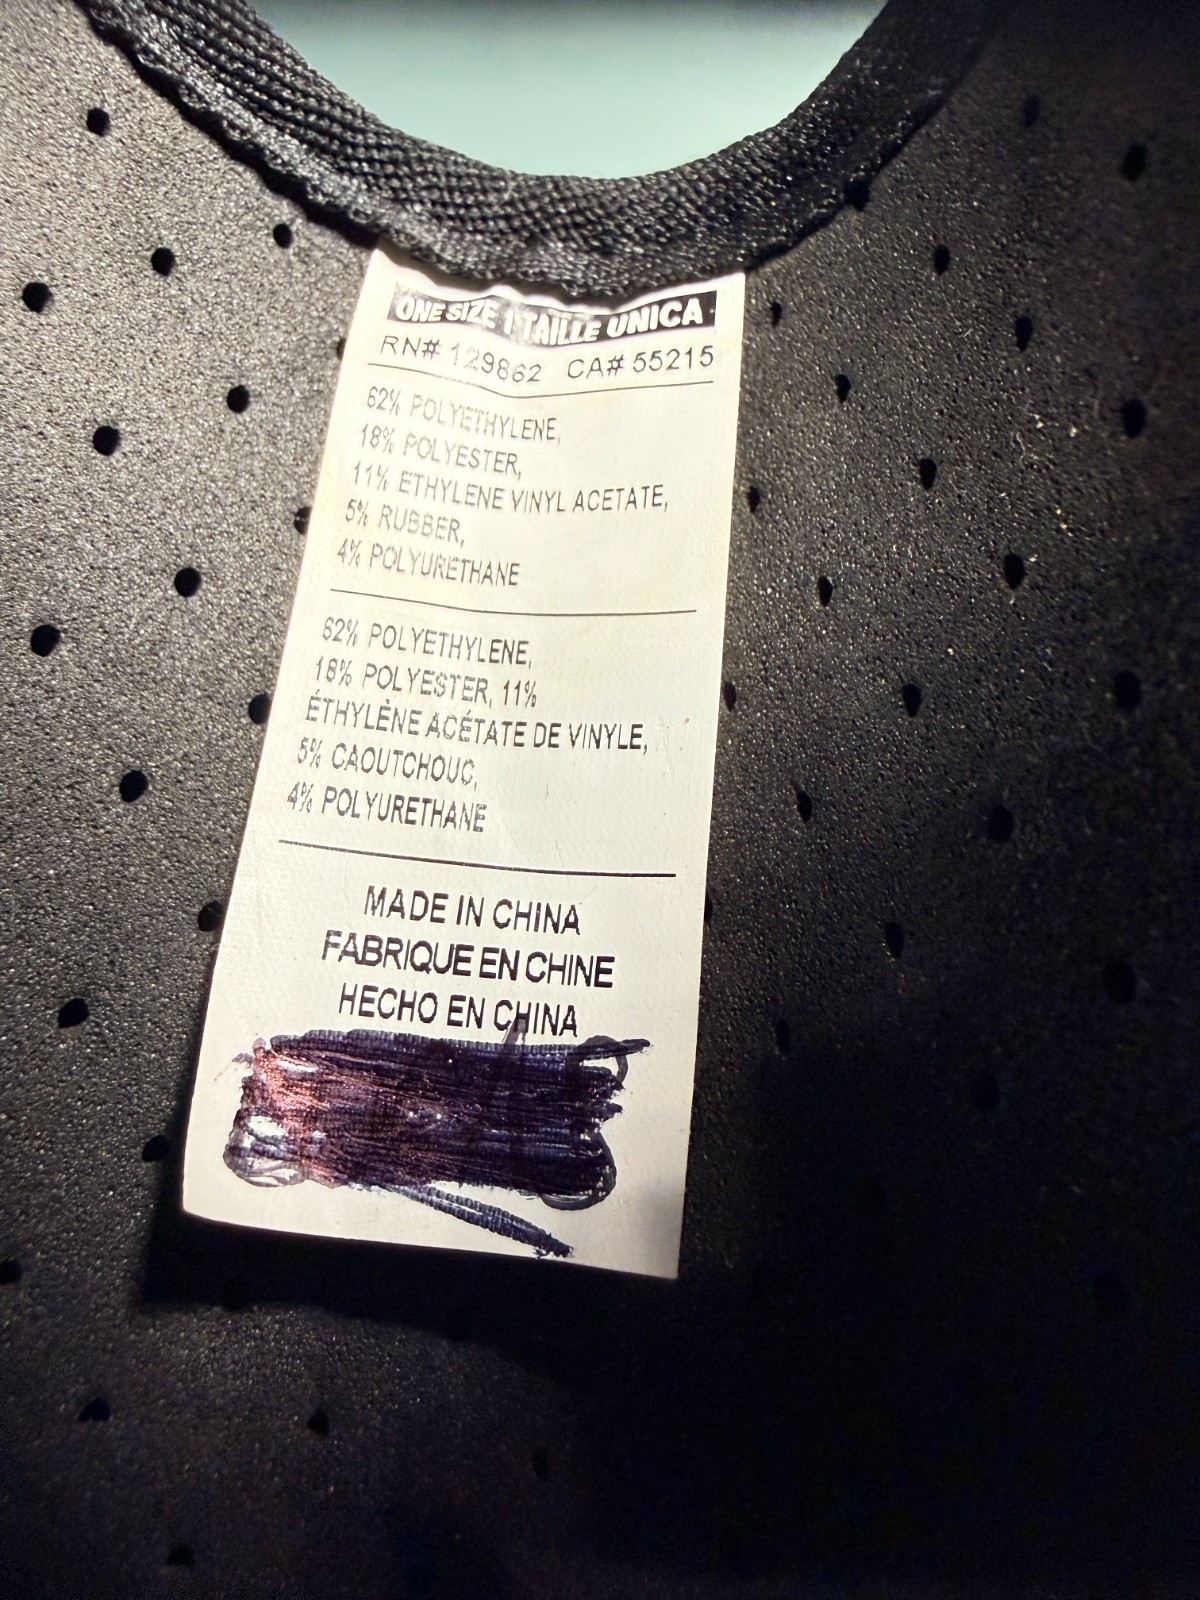 ONE SIZE | TAILLE UNICA
RN# 129862 CA# 55215
62% POLYETHYLENE,
18% POLYESTER,
11% ETHYLENE VINYL ACETATE,
5% RUBBER,
4% POLYURETHANE
62% POLYETHYLENE,
18% POLYESTER, 11%
ÉTHYLÈNE ACÉTATE DE VINYLE,
5% CAOUTCHOUC,
4% POLYURETHANE
MADE IN CHINA
FABRIQUE EN CHINE
HECHO EN CHINA